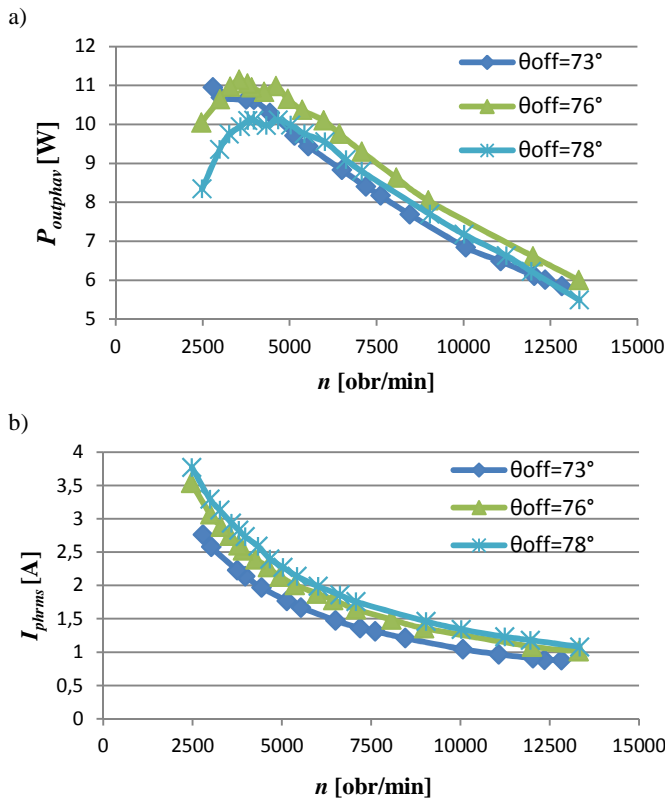 a)
12
11
10
9
8
7
6
5
P_outphav [W]
θoff=73°
θoff=76°
θoff=78°
0 2500 5000 7500 10000 12500 15000
n [obr/min]
b)
4
3,5
3
2,5
2
1,5
1
0,5
0
I_phrms [A]
θoff=73°
θoff=76°
θoff=78°
0 2500 5000 7500 10000 12500 15000
n [obr/min]